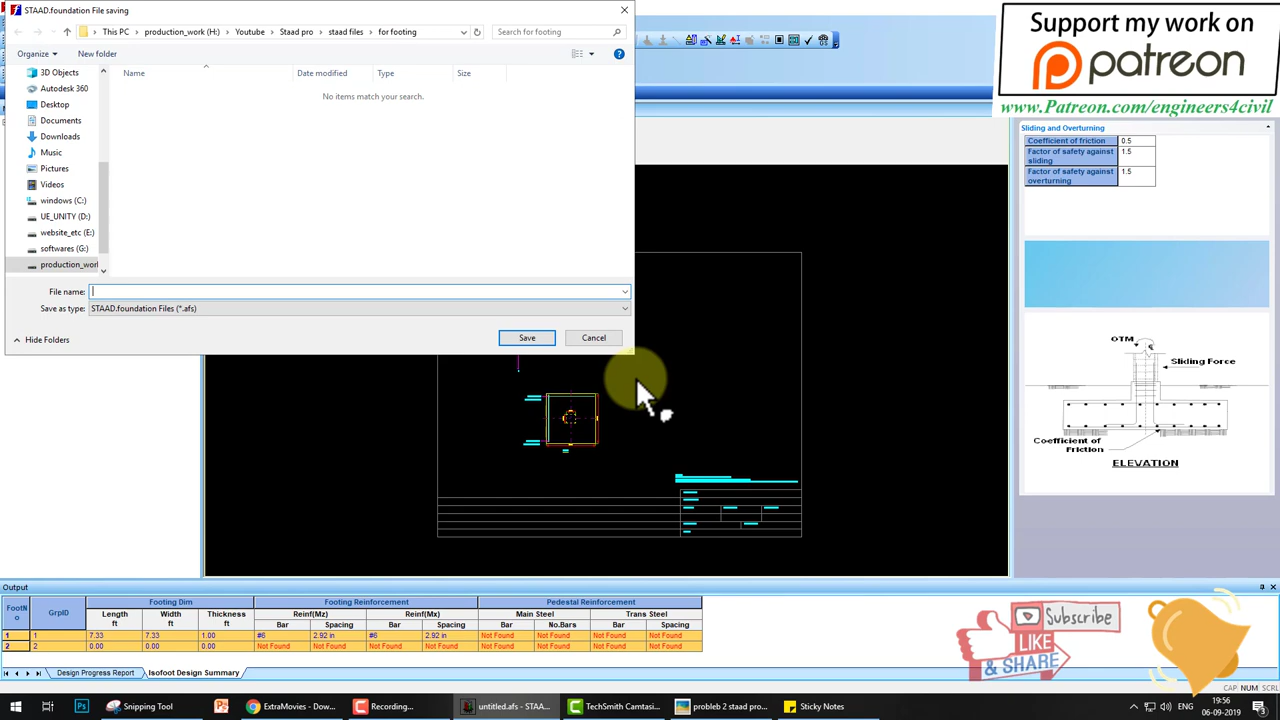 STAAD.foundation File saving
This PC > production_work (H:) > Youtube > Staad pro > staad files > for footing
Search for footing
Organize
New folder
3D Objects
Autodesk 360
Desktop
Documents
Downloads
Music
Pictures
Videos
windows (C:)
UE_UNITY (D:)
website_etc (E:)
softwares (G:)
production_worl
Name
Date modified
Type
Size
No items match your search.
File name:
Save as type:
STAAD.foundation Files (*.afs)
Hide Folders
Save
Cancel
Support my work on
patreon
www.Patreon.com/engineers4civil
Sliding and Overturning
Coefficient of friction 0.5
Factor of safety against sliding 1.5
Factor of safety against overturning 1.5
OTM
Sliding Force
Coefficient of
Friction
ELEVATION
Output
FootN o
GrpID
Footing Dim
Footing Reinforcement
Pedestal Reinforcement
Length ft
Width ft
Thickness ft
Reinf(Mz)
Reinf(Mx)
Main Steel
Trans Steel
Bar
Spacing
Bar
Spacing
Bar
No.Bars
Bar
Spacing
1 1 7.33 7.33 1.00 #6 2.92 in #6 2.92 in Not Found Not Found Not Found Not Found
2 2 0.00 0.00 0.00 Not Found Not Found Not Found Not Found Not Found Not Found Not Found Not Found
Design Progress Report
Isofoot Design Summary
Subscribe
LIKE
& SHARE
CAP NUM SCRL
Snipping Tool
ExtraMovies - Dow...
Recording...
untitled.afs - STAA...
TechSmith Camtasi...
probleb 2 staad pro...
Sticky Notes
19:56
06-09-2019